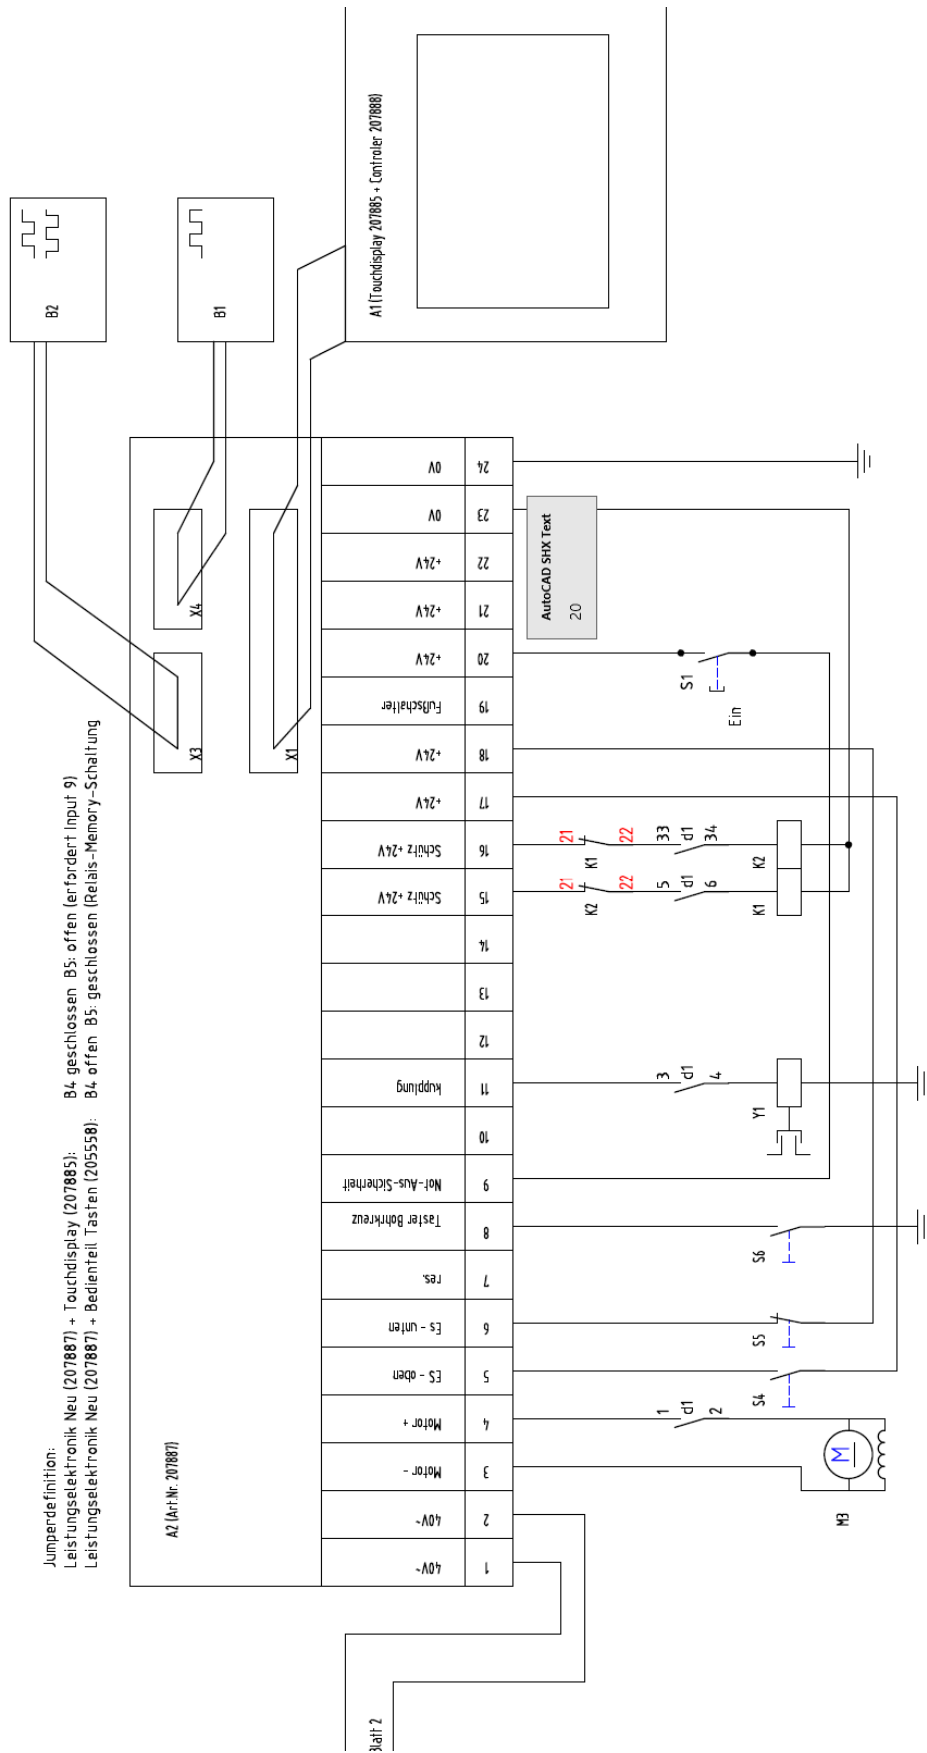 Jumperdefinition:
Leistungselektronik Neu (207887) + Touchdisplay (207885): B4 geschlossen B5: offen (erfordert Input 9)
Leistungselektronik Neu (207887) + Bedienteil Tasten (205558): B4 offen B5: geschlossen (Relais-Memory-Schaltung
B2
B1
A1 (Touchdisplay 207885 + Controler 207888)
A2 (Art.Nr. 207887)
X3
X4
X1
0V 24
0V 23
+24V 22
+24V 21
+24V 20
Fußschalter 19
+24V 18
+24V 17
Schütz +24V 16
Schütz +24V 15
14
13
12
kupplung 11
10
Not-Aus-Sicherheit 9
Taster Bohrkreuz 8
res. 7
Es - unten 6
ES - oben 5
Motor + 4
Motor - 3
40V~ 2
40V~ 1
AutoCAD SHX Text
20
S1
Ein
21 K1 22 33 d1 34 K2
21 K2 22 5 d1 6 K1
3 d1 4 Y1
S6
S5
S4
1 d1 2
M
M3
Blatt 2